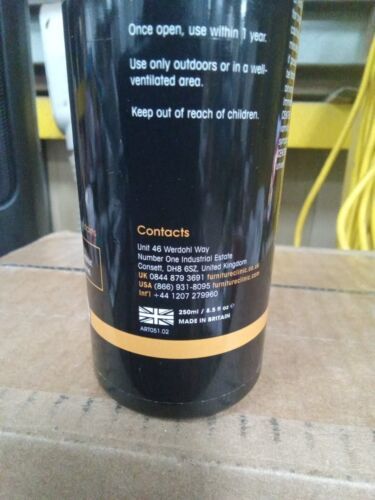 Once open, use within 1 year.
Use only outdoors or in a well-
ventilated area.
Keep out of reach of children.
Contacts
Unit 46 Werdohl Way
Number One Industrial Estate
Consett, DH8 6SZ, United Kingdom
UK 0844 879 3691 furnitureclinic.co.uk
USA (866) 931-8095 furnitureclinic.com
Int'l +44 1207 279960
250ml / 8.5 fl oz ℮
MADE IN BRITAIN
ART051.02